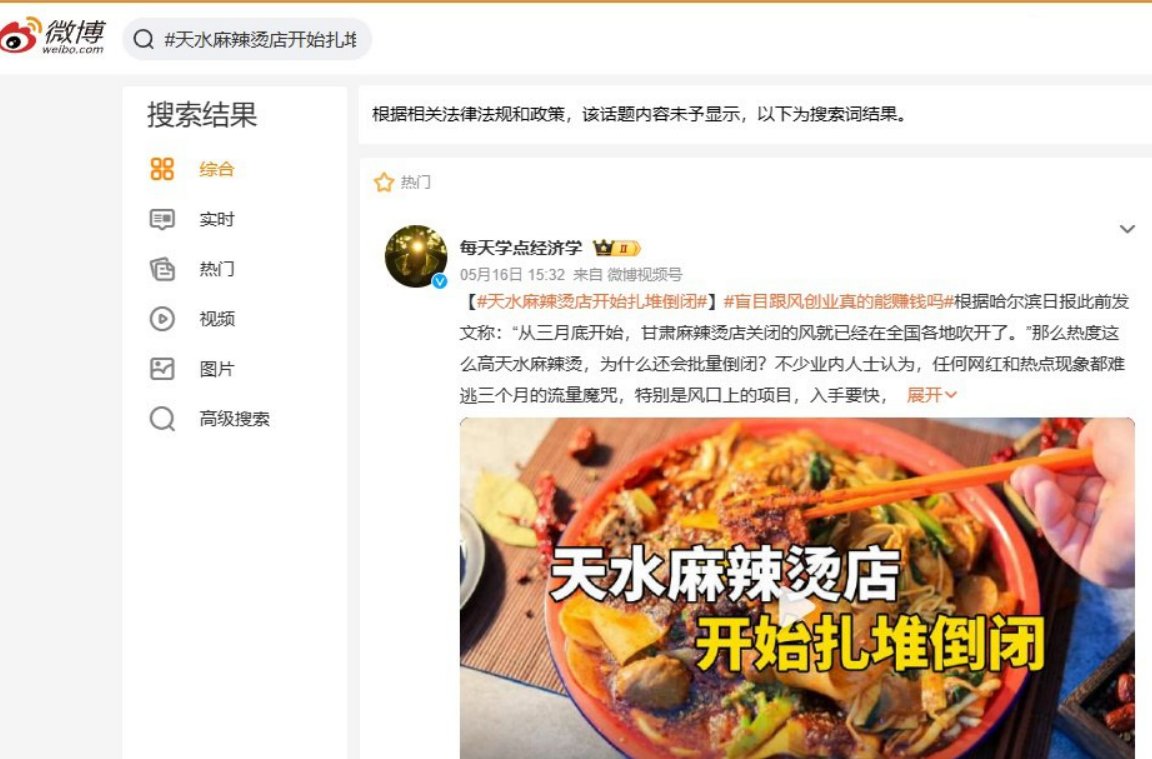 微博
weibo.com
#天水麻辣烫店开始扎堆
搜索结果
综合
实时
热门
视频
图片
高级搜索
根据相关法律法规和政策，该话题内容未予显示，以下为搜索词结果。
热门
每天学点经济学 II
05月16日 15:32 来自 微博视频号
【#天水麻辣烫店开始扎堆倒闭#】#盲目跟风创业真的能赚钱吗#根据哈尔滨日报此前发
文称：“从三月底开始，甘肃麻辣烫店关闭的风就已经在全国各地吹开了。”那么热度这
么高天水麻辣烫，为什么还会批量倒闭？不少业内人士认为，任何网红和热点现象都难
逃三个月的流量魔咒，特别是风口上的项目，入手要快， 展开
天水麻辣烫店
开始扎堆倒闭